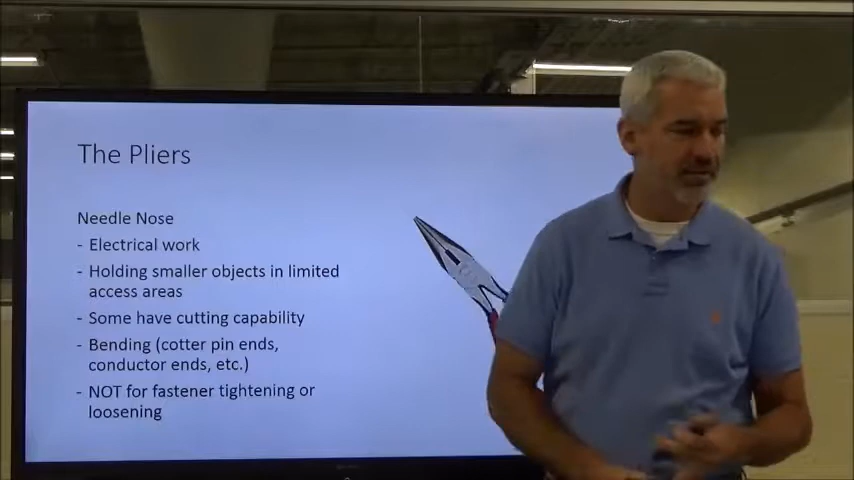 The Pliers
Needle Nose
- Electrical work
- Holding smaller objects in limited
access areas
- Some have cutting capability
- Bending (cotter pin ends,
conductor ends, etc.)
- NOT for fastener tightening or
loosening